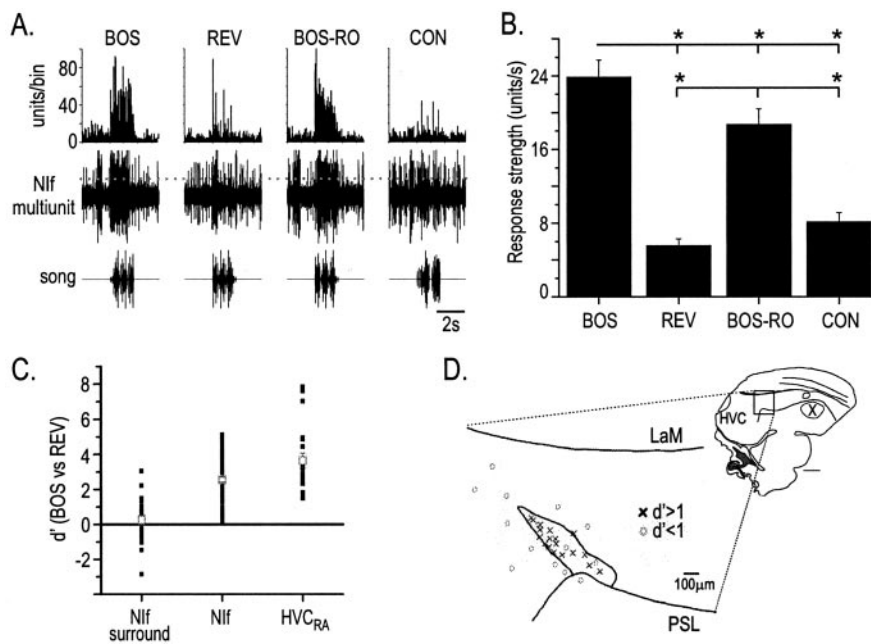 A.
BOS REV BOS-RO CON
units/bin
80
40
0
NIf
multiunit
song
2s
B.
Response strength (units/s)
24
16
8
0
BOS REV BOS-RO CON
* * *
* *
C.
d' (BOS vs REV)
8
6
4
2
0
-2
NIf
surround
NIf
HVCRA
D.
HVC
X
LaM
d'>1
d'<1
100µm
PSL